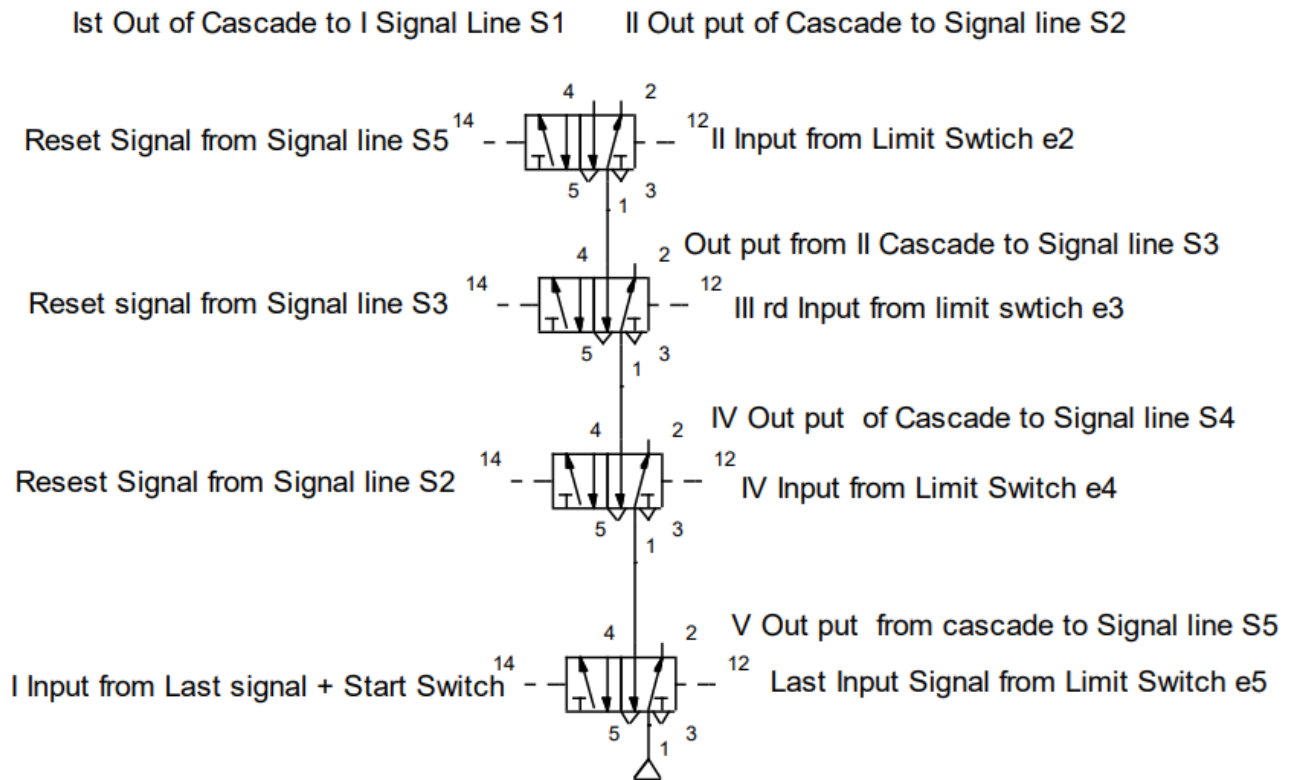 Ist Out of Cascade to I Signal Line S1 II Out put of Cascade to Signal line S2
4 2
Reset Signal from Signal line S5 14 12 II Input from Limit Swtich e2
5 1 3
4 2 Out put from II Cascade to Signal line S3
Reset signal from Signal line S3 14 12 III rd Input from limit swtich e3
5 1 3
4 2 IV Out put of Cascade to Signal line S4
Resest Signal from Signal line S2 14 12 IV Input from Limit Switch e4
5 1 3
4 2 V Out put from cascade to Signal line S5
I Input from Last signal + Start Switch 14 12 Last Input Signal from Limit Switch e5
5 1 3